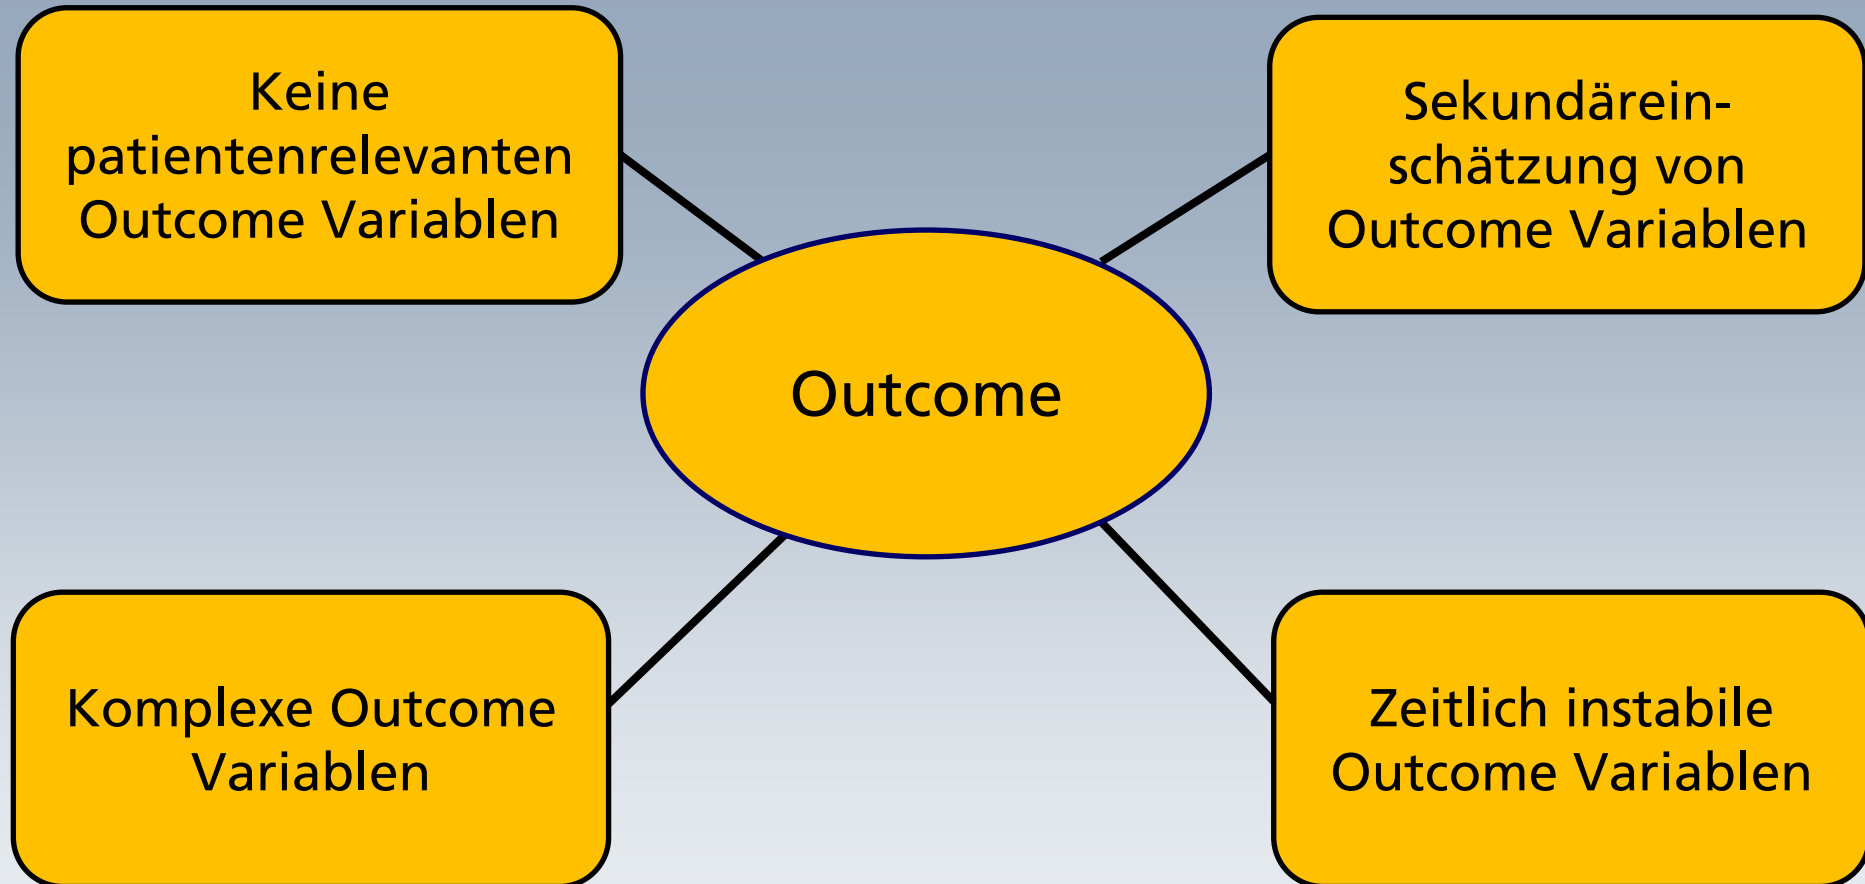 Keine
patientenrelevanten
Outcome Variablen
Sekundärein-
schätzung von
Outcome Variablen
Outcome
Komplexe Outcome
Variablen
Zeitlich instabile
Outcome Variablen